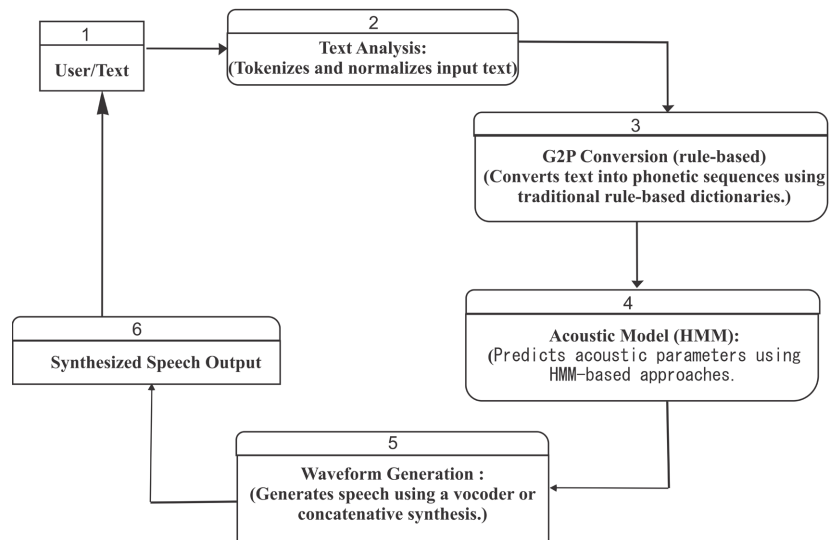 1
User/Text
2
Text Analysis:
(Tokenizes and normalizes input text)
3
G2P Conversion (rule-based)
(Converts text into phonetic sequences using
traditional rule-based dictionaries.)
4
Acoustic Model (HMM):
(Predicts acoustic parameters using
HMM-based approaches.
5
Waveform Generation :
(Generates speech using a vocoder or
concatenative synthesis.)
6
Synthesized Speech Output